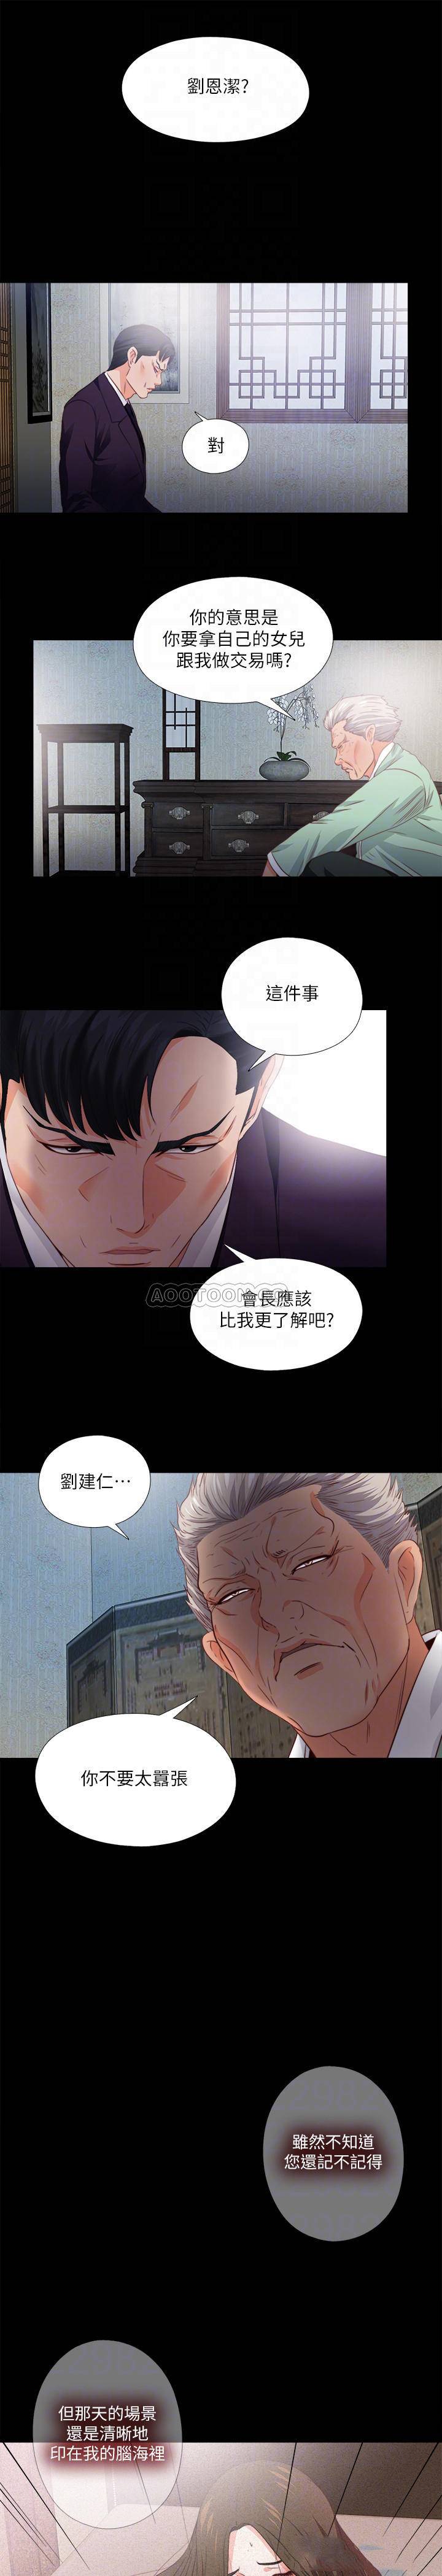 劉恩潔?
對
你的意思是
你要拿自己的女兒
跟我做交易嗎?
這件事
AOOTOON.CO
會長應該
比我更了解吧?
劉建仁…
你不要太囂張
雖然不知道
您還記不記得
但那天的場景
還是清晰地
印在我的腦海裡